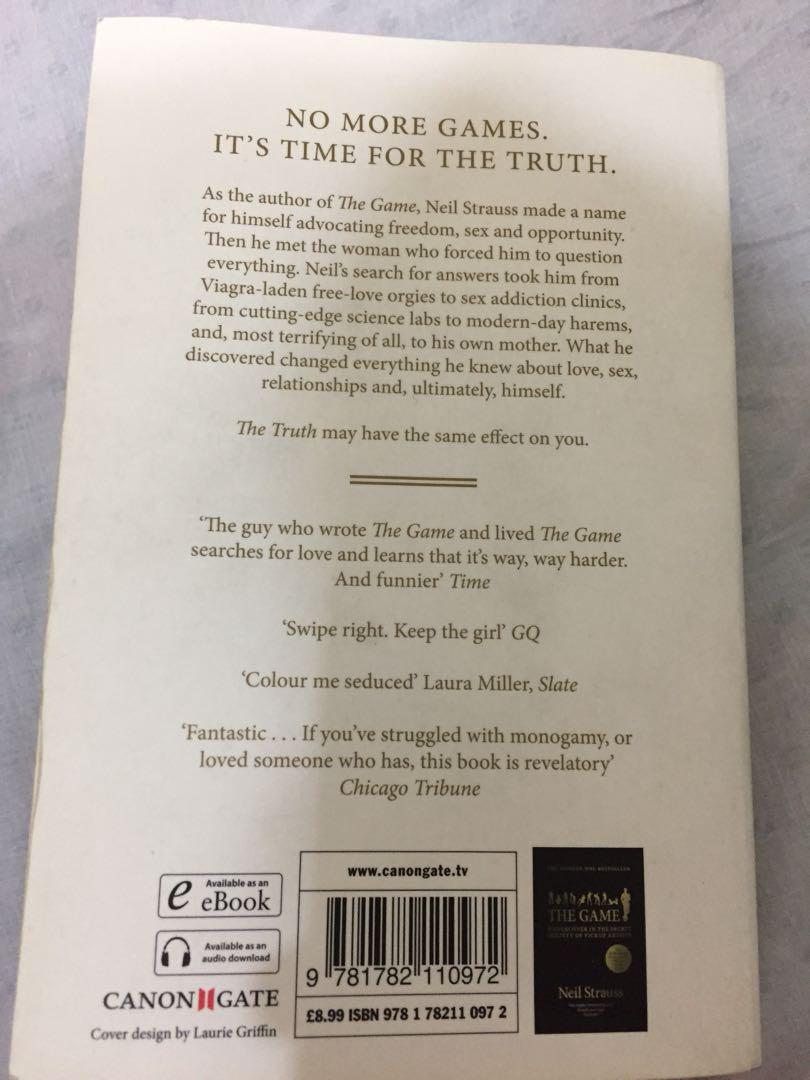 NO MORE GAMES.
IT'S TIME FOR THE TRUTH.
As the author of The Game, Neil Strauss made a name
for himself advocating freedom, sex and opportunity.
Then he met the woman who forced him to question
everything. Neil's search for answers took him from
Viagra-laden free-love orgies to sex addiction clinics,
from cutting-edge science labs to modern-day harems,
and, most terrifying of all, to his own mother. What he
discovered changed everything he knew about love, sex,
relationships and, ultimately, himself.
The Truth may have the same effect on you.
‘The guy who wrote The Game and lived The Game
searches for love and learns that it's way, way harder.
And funnier’ Time
‘Swipe right. Keep the girl’ GQ
‘Colour me seduced’ Laura Miller, Slate
‘Fantastic . . . If you've struggled with monogamy, or
loved someone who has, this book is revelatory’
Chicago Tribune
Available as an
eBook
Available as an
audio download
CANONGATE
Cover design by Laurie Griffin
www.canongate.tv
9 781782 110972
£8.99 ISBN 978 1 78211 097 2
THE GAME
Neil Strauss